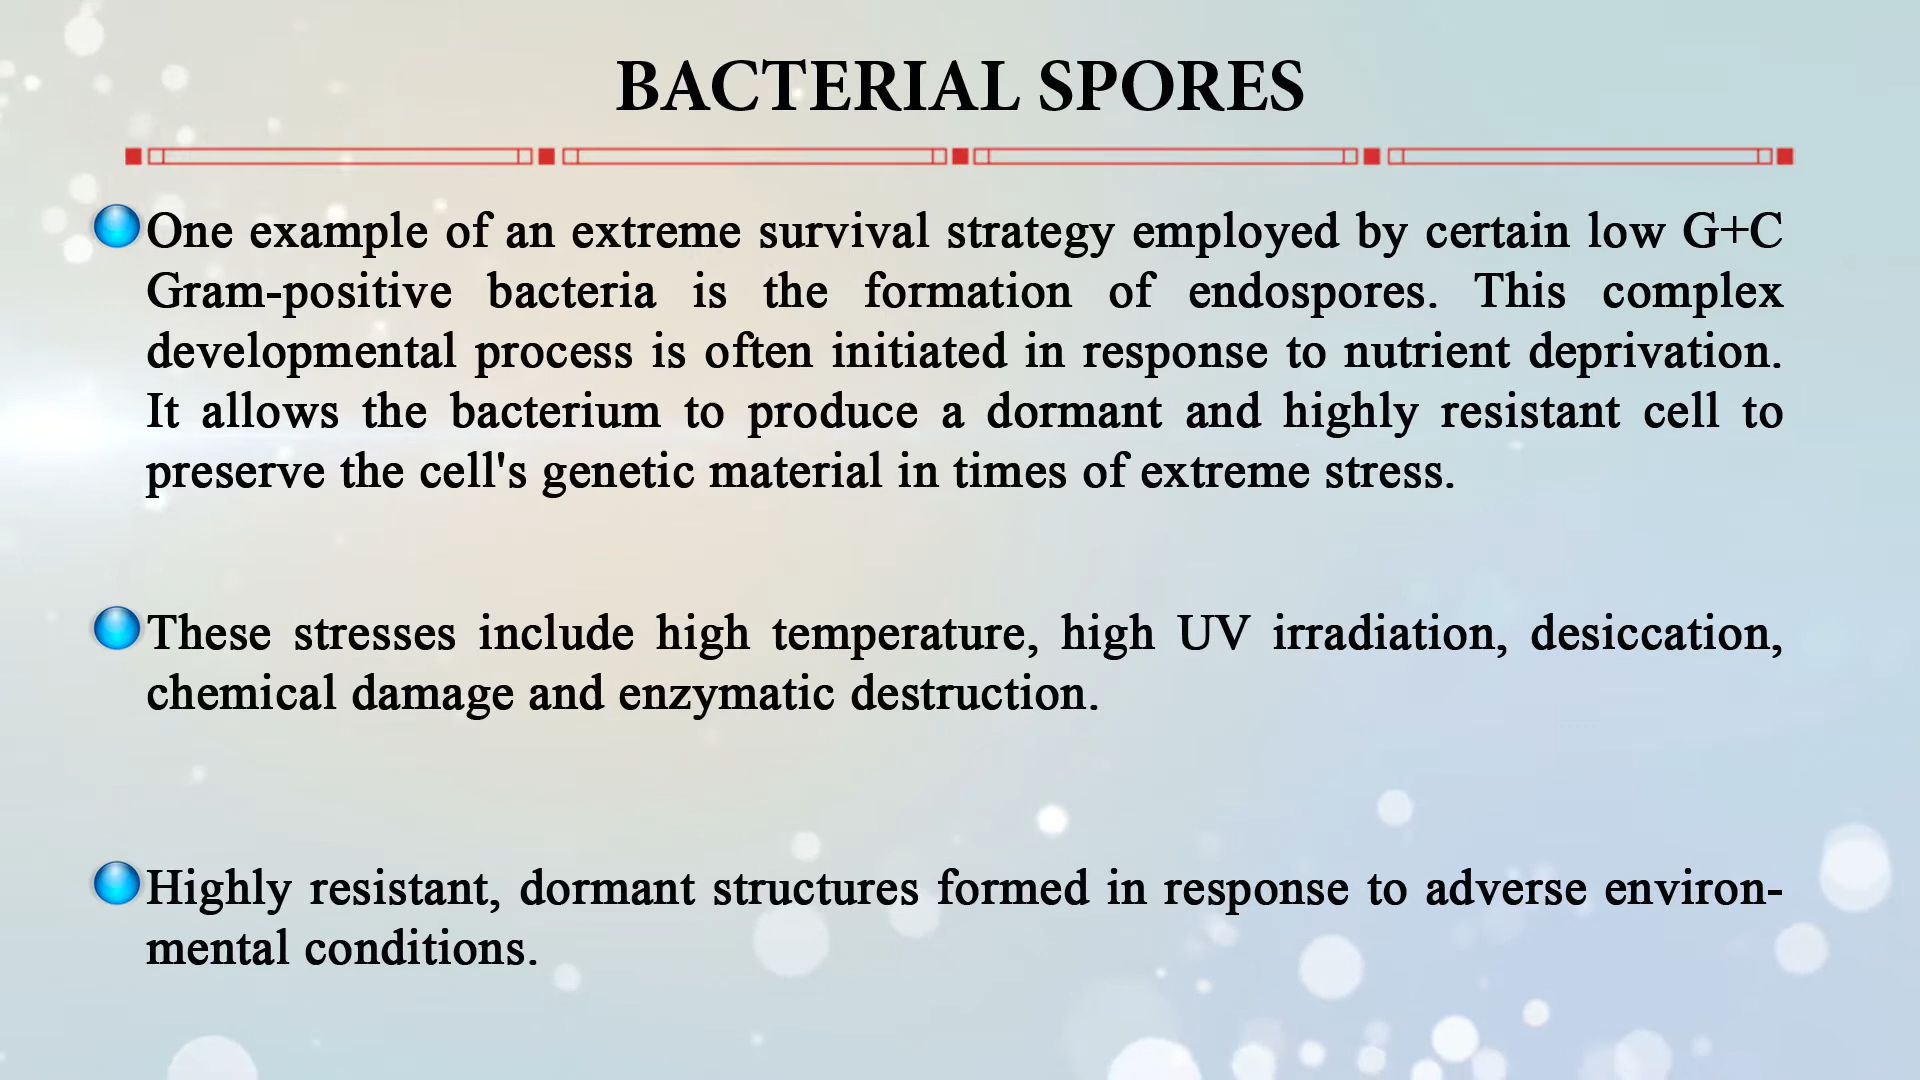 BACTERIAL SPORES
One example of an extreme survival strategy employed by certain low G+C
Gram-positive bacteria is the formation of endospores. This complex
developmental process is often initiated in response to nutrient deprivation.
It allows the bacterium to produce a dormant and highly resistant cell to
preserve the cell's genetic material in times of extreme stress.
These stresses include high temperature, high UV irradiation, desiccation,
chemical damage and enzymatic destruction.
Highly resistant, dormant structures formed in response to adverse environ-
mental conditions.